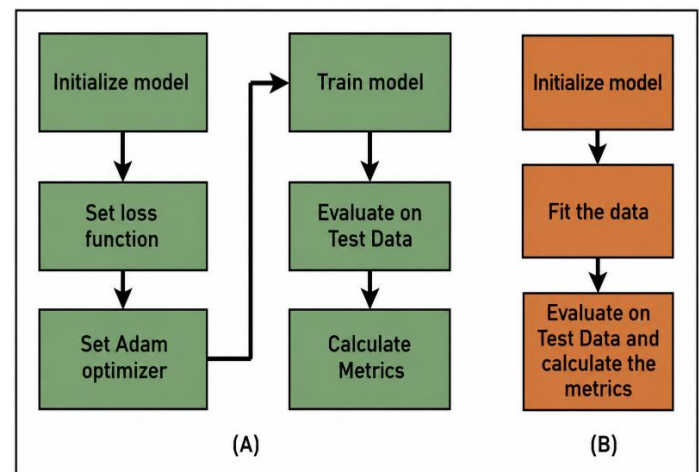 Initialize model
Set loss
function
Set Adam
optimizer
Train model
Evaluate on
Test Data
Calculate
Metrics
(A)
Initialize model
Fit the data
Evaluate on
Test Data and
calculate the
metrics
(B)